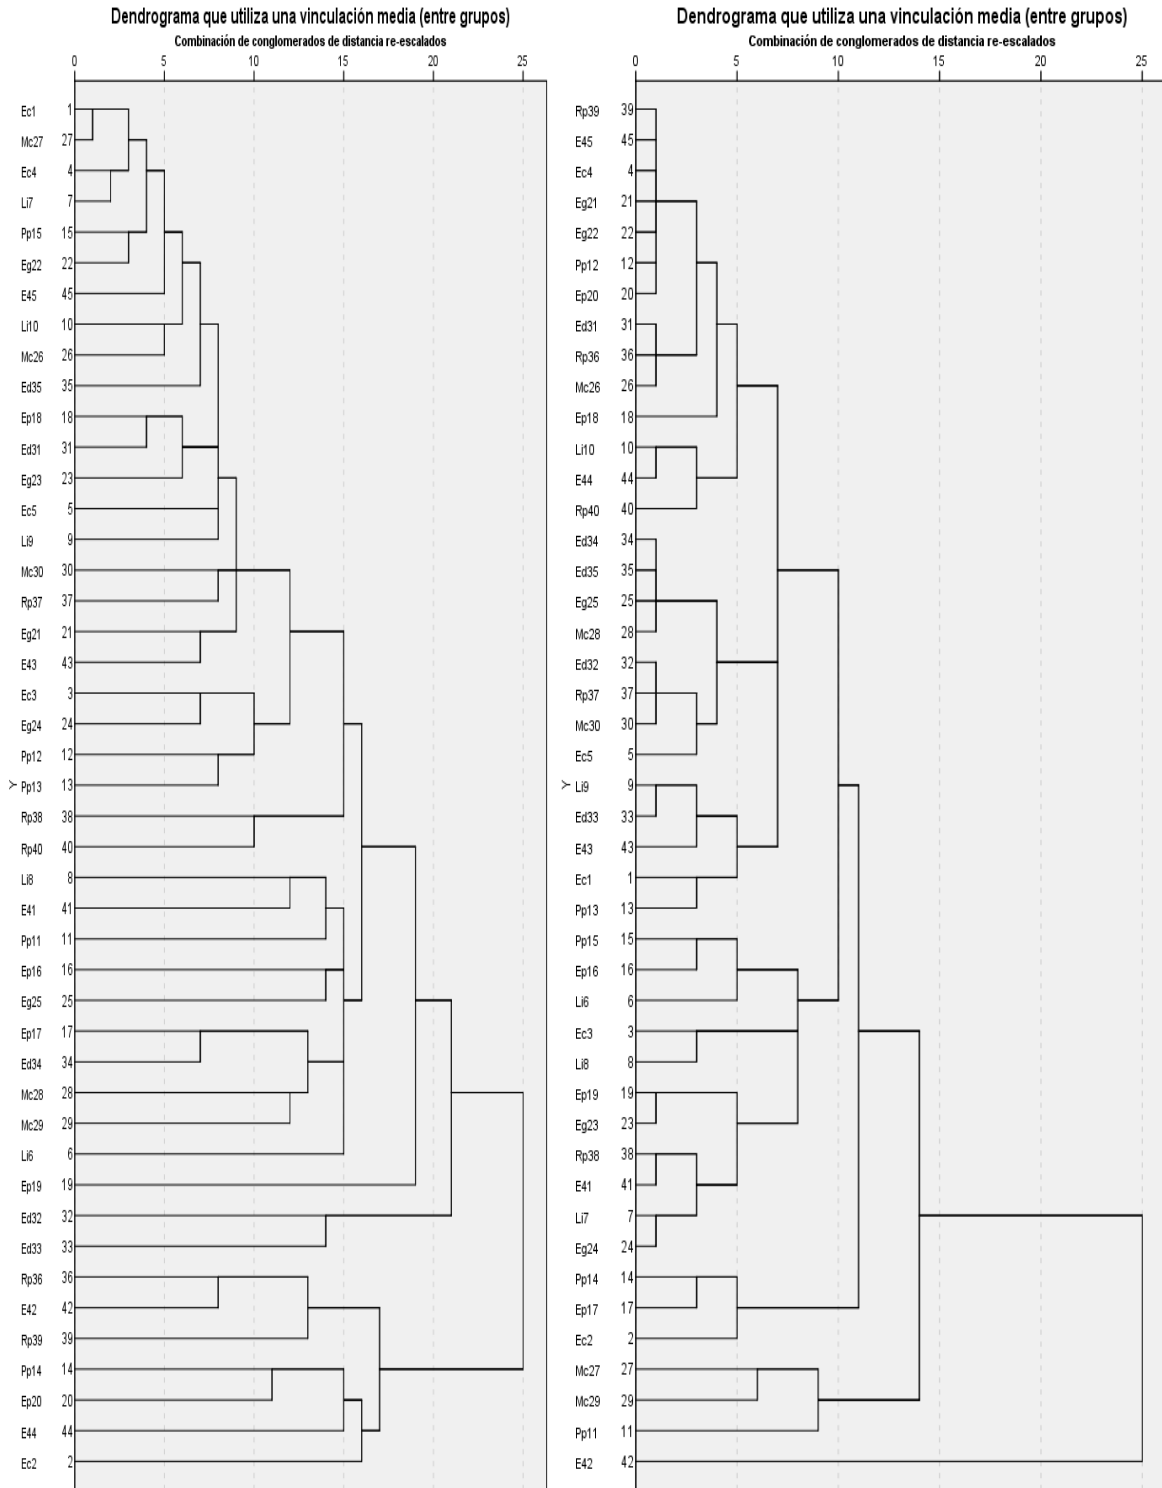 Dendrograma que utiliza una vinculación media (entre grupos)
Combinación de conglomerados de distancia re-escalados
0 5 10 15 20 25
Ec1 1
Mc27 27
Ec4 4
Li7 7
Pp15 15
Eg22 22
E45 45
Li10 10
Mc26 26
Ed35 35
Ep18 18
Ed31 31
Eg23 23
Ec5 5
Li9 9
Mc30 30
Rp37 37
Eg21 21
E43 43
Ec3 3
Eg24 24
Pp12 12
Y
Pp13 13
Rp38 38
Rp40 40
Li8 8
E41 41
Pp11 11
Ep16 16
Eg25 25
Ep17 17
Ed34 34
Mc28 28
Mc29 29
Li6 6
Ep19 19
Ed32 32
Ed33 33
Rp36 36
E42 42
Rp39 39
Pp14 14
Ep20 20
E44 44
Ec2 2
Dendrograma que utiliza una vinculación media (entre grupos)
Combinación de conglomerados de distancia re-escalados
0 5 10 15 20 25
Rp39 39
E45 45
Ec4 4
Eg21 21
Eg22 22
Pp12 12
Ep20 20
Ed31 31
Rp36 36
Mc26 26
Ep18 18
Li10 10
E44 44
Rp40 40
Ed34 34
Ed35 35
Eg25 25
Mc28 28
Ed32 32
Rp37 37
Mc30 30
Ec5 5
Y
Li9 9
Ed33 33
E43 43
Ec1 1
Pp13 13
Pp15 15
Ep16 16
Li6 6
Ec3 3
Li8 8
Ep19 19
Eg23 23
Rp38 38
E41 41
Li7 7
Eg24 24
Pp14 14
Ep17 17
Ec2 2
Mc27 27
Mc29 29
Pp11 11
E42 42